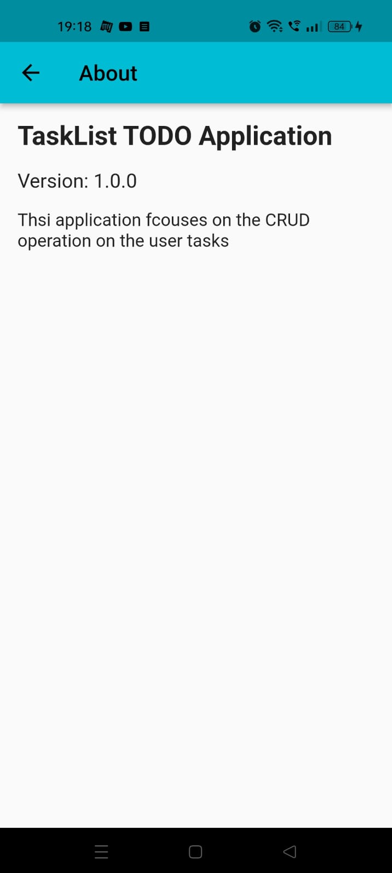 19:18
84
About
TaskList TODO Application
Version: 1.0.0
Thsi application fcouses on the CRUD
operation on the user tasks